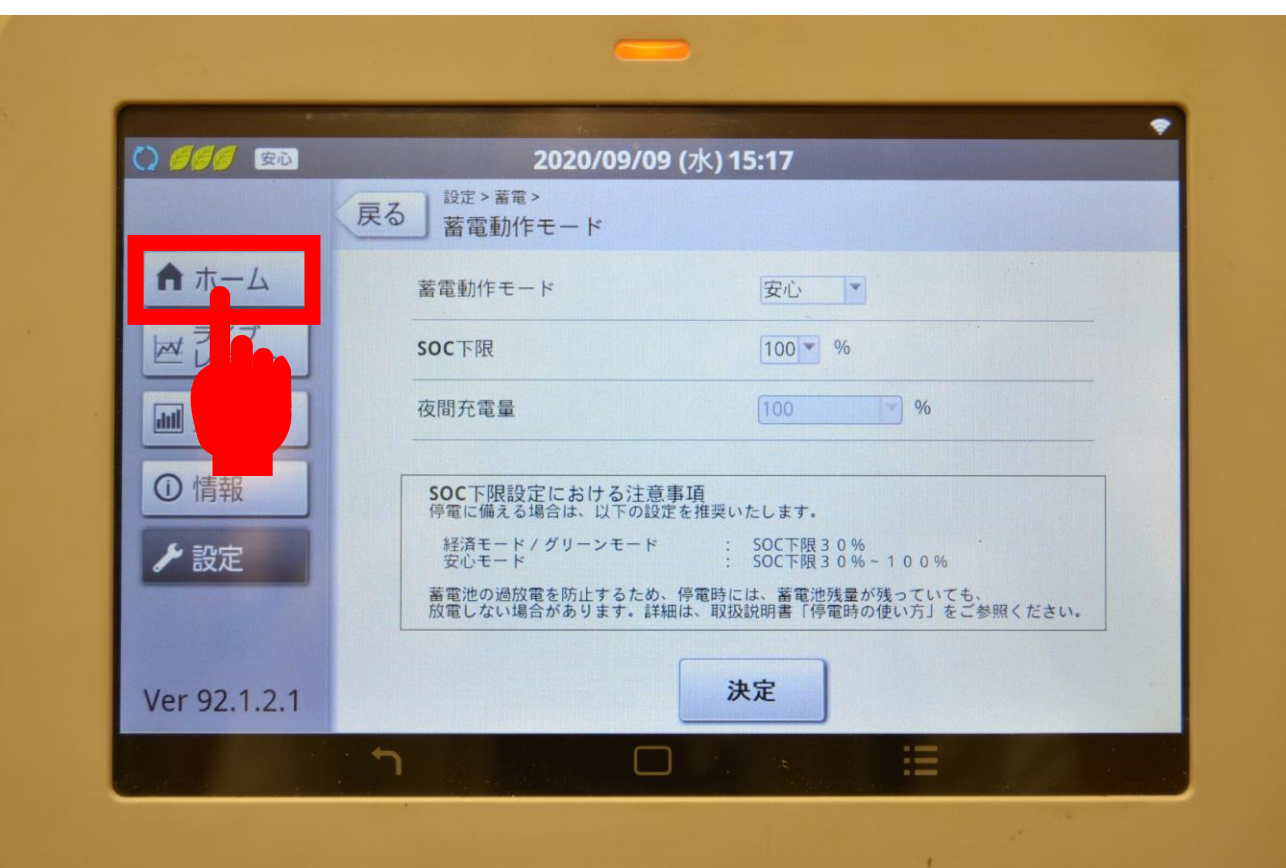 安心
2020/09/09 (水) 15:17
戻る
設定 > 蓄電 >
蓄電動作モード
ホーム
情報
設定
Ver 92.1.2.1
蓄電動作モード
安心
SOC下限
100 %
夜間充電量
100 %
SOC下限設定における注意事項
停電に備える場合は、以下の設定を推奨いたします。
経済モード / グリーンモード : SOC下限30%
安心モード : SOC下限30%~100%
蓄電池の過放電を防止するため、停電時には、蓄電池残量が残っていても、
放電しない場合があります。詳細は、取扱説明書「停電時の使い方」をご参照ください。
決定